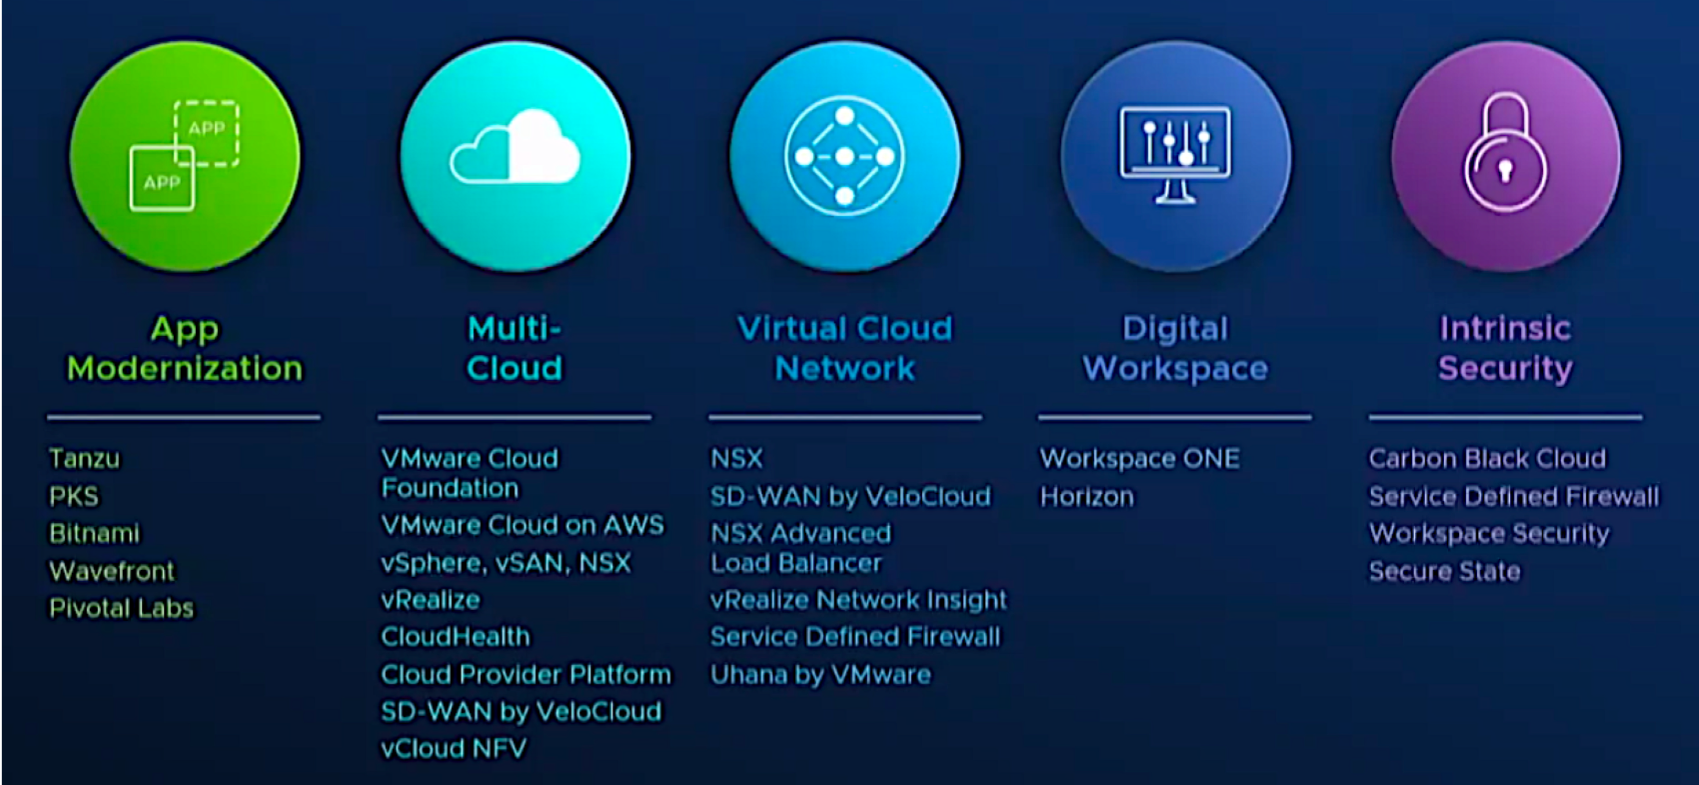 APP
APP
App
Modernization
Tanzu
PKS
Bitnami
Wavefront
Pivotal Labs
Multi-
Cloud
VMware Cloud
Foundation
VMware Cloud on AWS
vSphere, vSAN, NSX
vRealize
CloudHealth
Cloud Provider Platform
SD-WAN by VeloCloud
vCloud NFV
Virtual Cloud
Network
NSX
SD-WAN by VeloCloud
NSX Advanced
Load Balancer
vRealize Network Insight
Service Defined Firewall
Uhana by VMware
Digital
Workspace
Workspace ONE
Horizon
Intrinsic
Security
Carbon Black Cloud
Service Defined Firewall
Workspace Security
Secure State